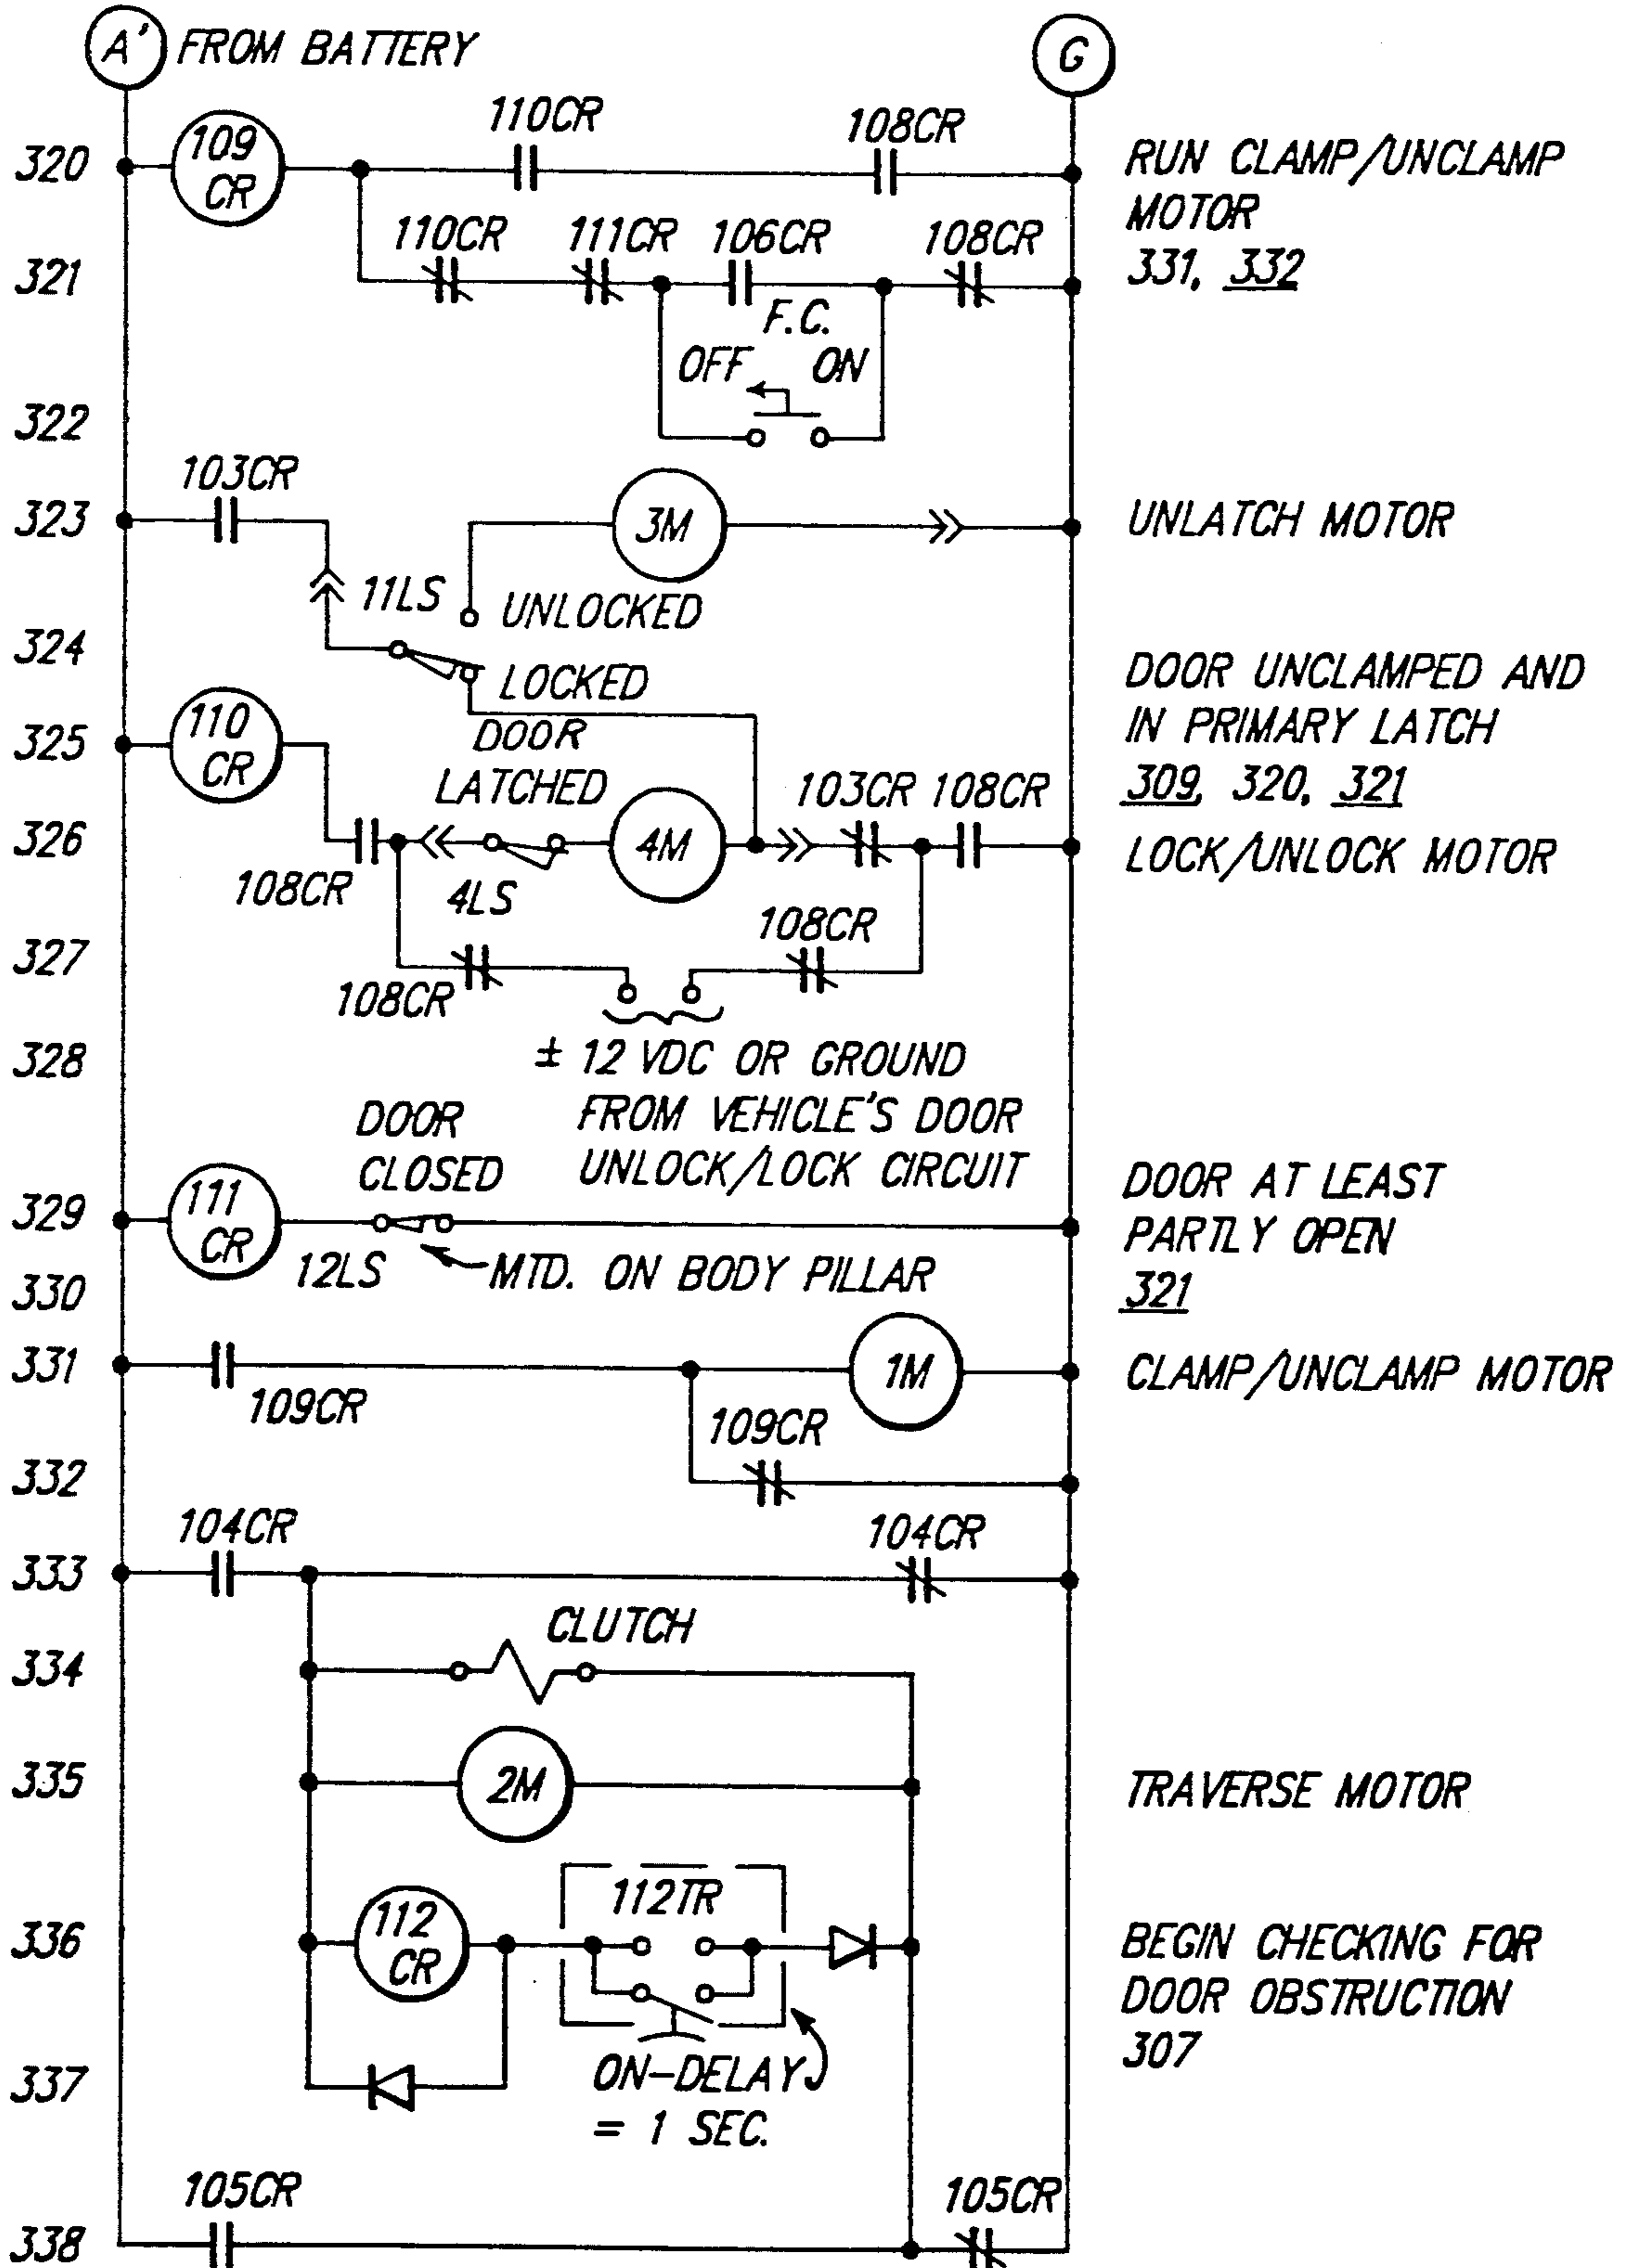 A' FROM BATTERY
G
320
109 CR
110CR
108CR
RUN CLAMP/UNCLAMP
MOTOR
331, 332
321
110CR
111CR
106CR
108CR
F.C.
OFF
ON
322
323
103CR
3M
UNLATCH MOTOR
11LS
UNLOCKED
324
LOCKED
DOOR UNCLAMPED AND
IN PRIMARY LATCH
309, 320, 321
325
110 CR
DOOR
LATCHED
103CR
108CR
326
108CR
4LS
4M
LOCK/UNLOCK MOTOR
327
108CR
108CR
328
± 12 VDC OR GROUND
FROM VEHICLE'S DOOR
UNLOCK/LOCK CIRCUIT
DOOR
CLOSED
329
111 CR
12LS
MTD. ON BODY PILLAR
DOOR AT LEAST
PARTLY OPEN
321
330
331
109CR
1M
CLAMP/UNCLAMP MOTOR
109CR
332
333
104CR
104CR
334
CLUTCH
335
2M
TRAVERSE MOTOR
336
112 CR
112TR
BEGIN CHECKING FOR
DOOR OBSTRUCTION
307
337
ON-DELAY
= 1 SEC.
338
105CR
105CR